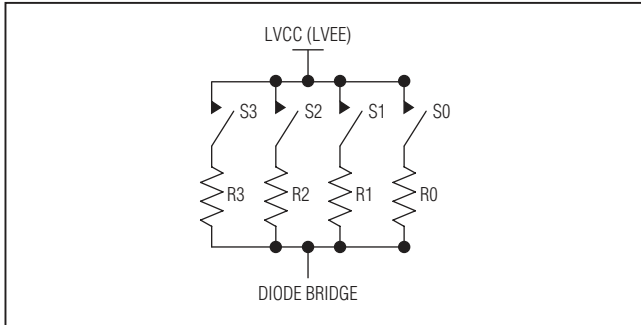 LVCC (LVEE)
S3 S2 S1 S0
R3 R2 R1 R0
DIODE BRIDGE